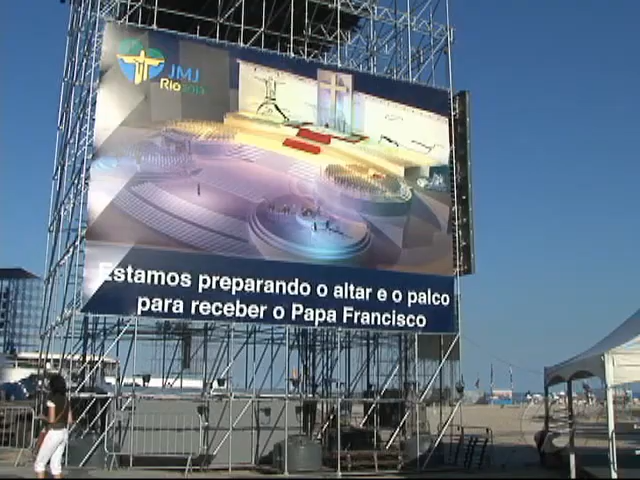 JMJ
Rio2013
Estamos preparando o altar e o palco
para receber o Papa Francisco